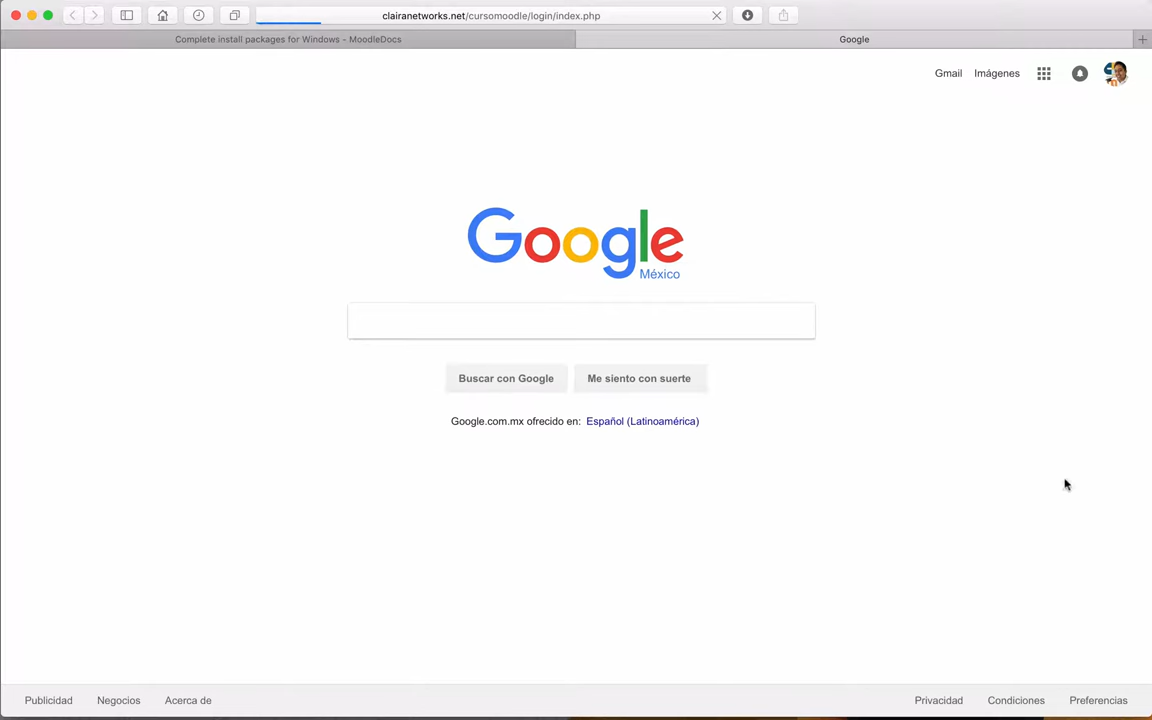 clairanetworks.net/cursomoodle/login/index.php
Complete install packages for Windows - MoodleDocs
Google
Gmail
Imágenes
Google
México
Buscar con Google
Me siento con suerte
Google.com.mx ofrecido en: Español (Latinoamérica)
Publicidad
Negocios
Acerca de
Privacidad
Condiciones
Preferencias